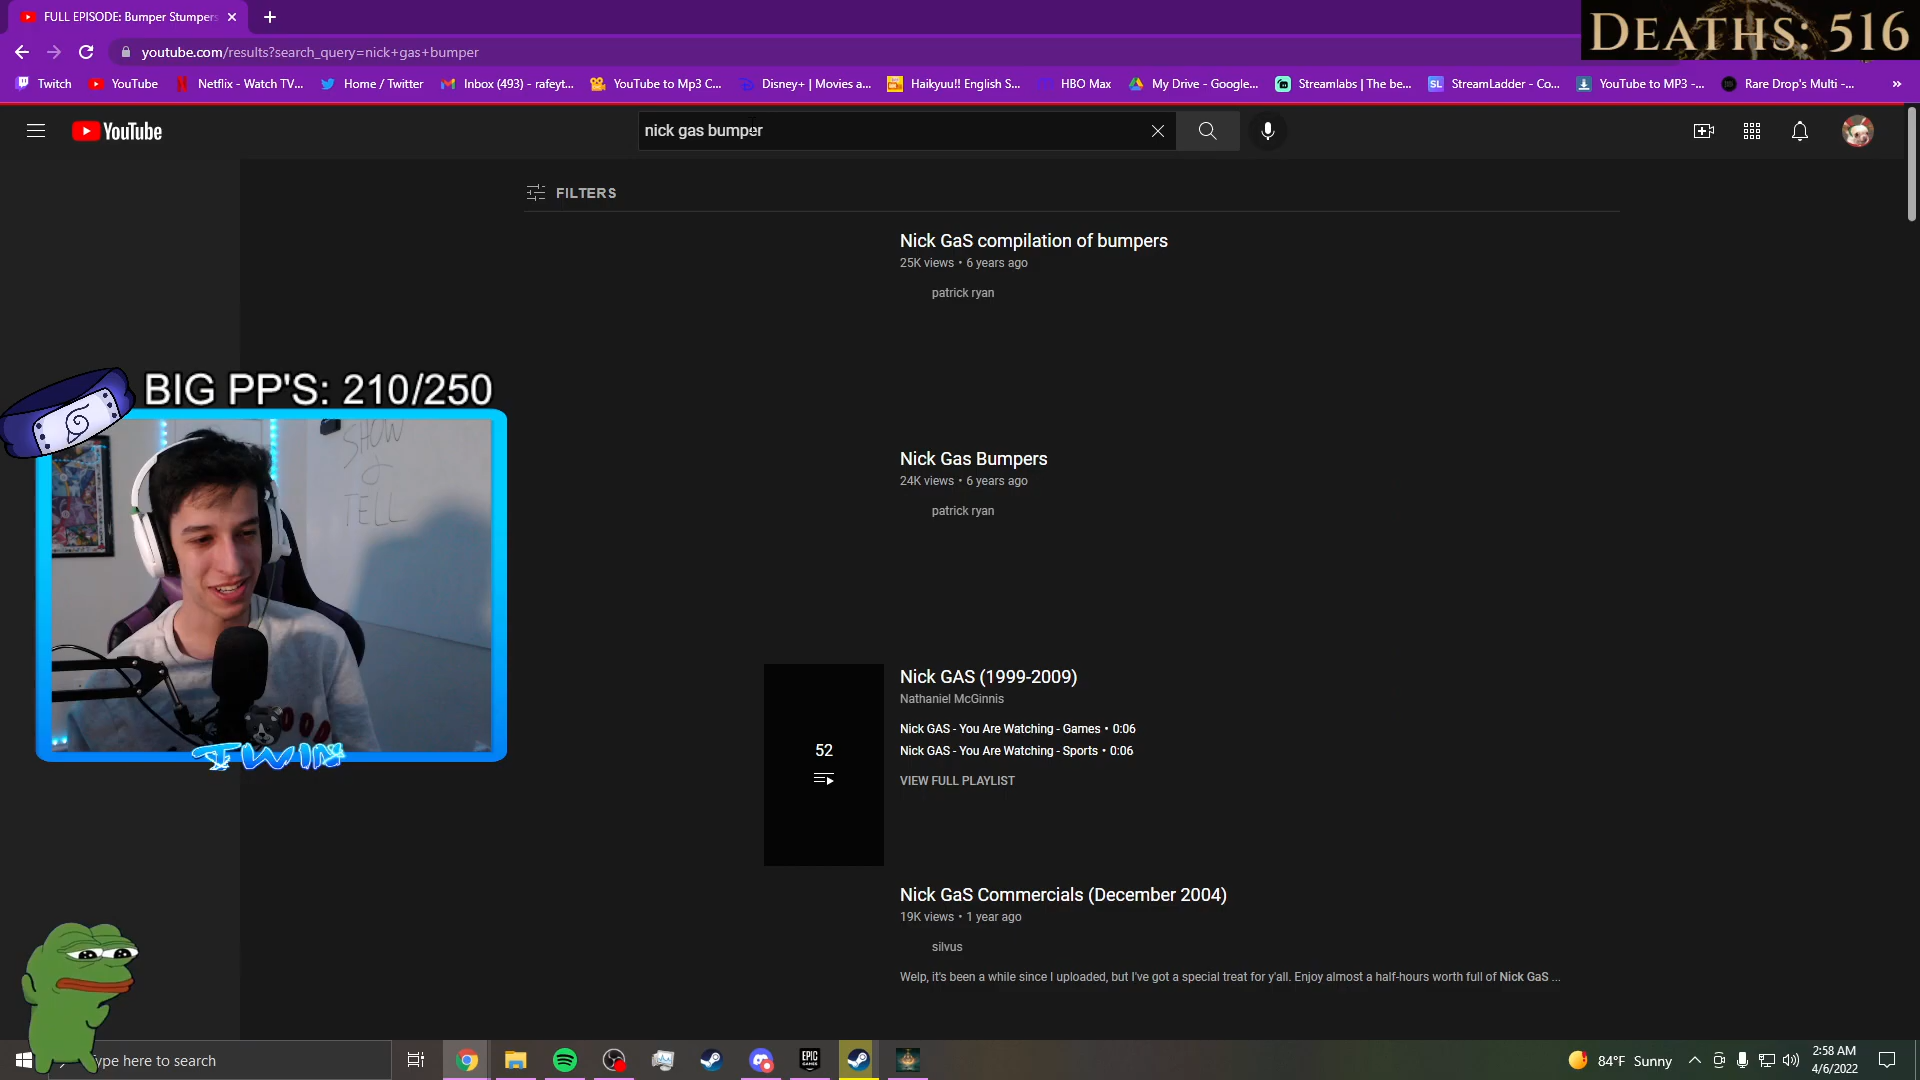 FULL EPISODE: Bumper Stumpers
DEATHS: 516
youtube.com/results?search_query=nick+gas+bumper
Twitch
YouTube
Netflix - Watch TV...
Home / Twitter
Inbox (493) - rafeyt...
YouTube to Mp3 C...
Disney+ | Movies a...
Haikyuu!! English S...
HBO Max
My Drive - Google...
Streamlabs | The be...
SL
StreamLadder - Co...
YouTube to MP3 -...
Rare Drop's Multi -...
YouTube
nick gas bumper
FILTERS
Nick GaS compilation of bumpers
25K views • 6 years ago
patrick ryan
BIG PP'S: 210/250
SHOW
&
TELL
TWIN
Nick Gas Bumpers
24K views • 6 years ago
patrick ryan
52
Nick GAS (1999-2009)
Nathaniel McGinnis
Nick GAS - You Are Watching - Games • 0:06
Nick GAS - You Are Watching - Sports • 0:06
VIEW FULL PLAYLIST
Nick GaS Commercials (December 2004)
19K views • 1 year ago
silvus
Welp, it's been a while since I uploaded, but I've got a special treat for y'all. Enjoy almost a half-hours worth full of Nick GaS ...
ype here to search
EPIC GAMES
84°F Sunny
2:58 AM
4/6/2022